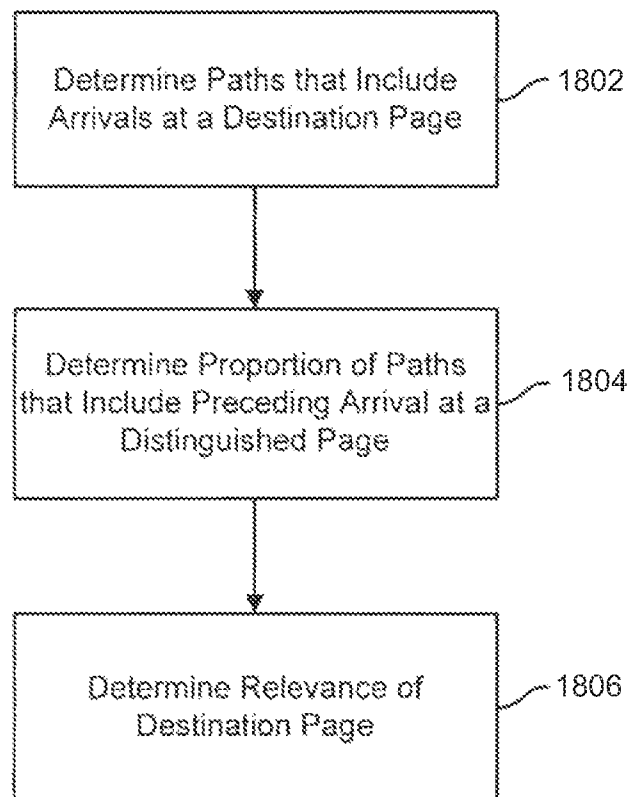 Determine Paths that Include
Arrivals at a Destination Page
1802
Determine Proportion of Paths
that Include Preceding Arrival at a
Distinguished Page
1804
Determine Relevance of
Destination Page
1806